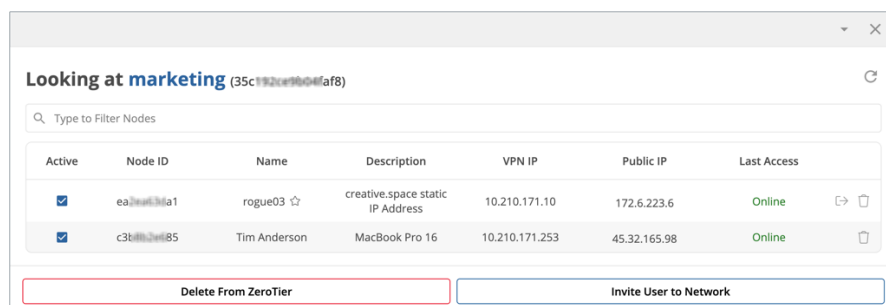 Looking at marketing (35c faf8)
Type to Filter Nodes
Active Node ID Name Description VPN IP Public IP Last Access
ea a1 rogue03 creative.space static IP Address 10.210.171.10 172.6.223.6 Online
c3b 85 Tim Anderson MacBook Pro 16 10.210.171.253 45.32.165.98 Online
Delete From ZeroTier Invite User to Network